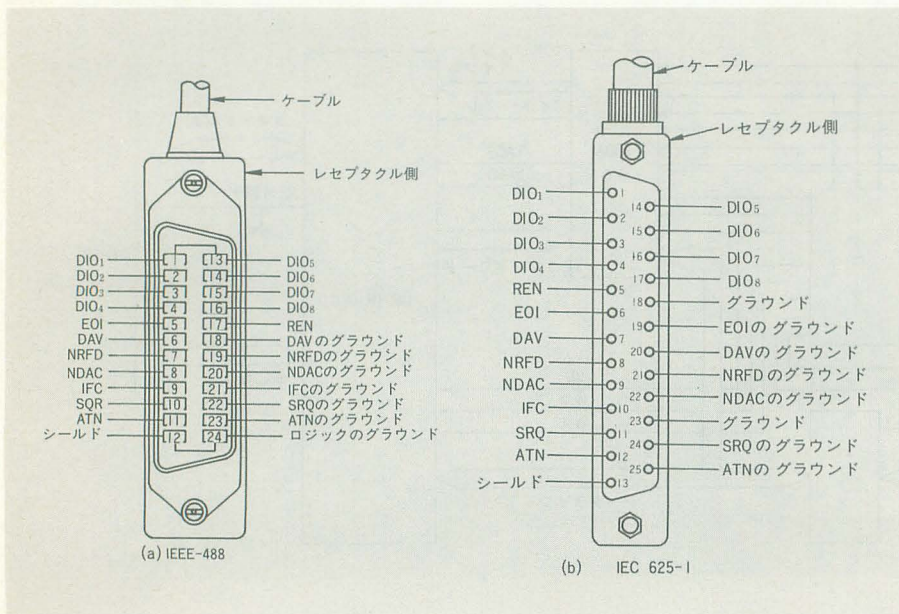 ケーブル
レセプタクル側
DIO₁ 1 13 DIO₅
DIO₂ 2 14 DIO₆
DIO₃ 3 15 DIO₇
DIO₄ 4 16 DIO₈
EOI 5 17 REN
DAV 6 18 DAVのグラウンド
NRFD 7 19 NRFDのグラウンド
NDAC 8 20 NDACのグラウンド
IFC 9 21 IFCのグラウンド
SQR 10 22 SRQのグラウンド
ATN 11 23 ATNのグラウンド
シールド 12 24 ロジックのグラウンド
(a) IEEE-488
ケーブル
レセプタクル側
DIO₁ 1
14 DIO₅
DIO₂ 2
15 DIO₆
DIO₃ 3
16 DIO₇
DIO₄ 4
17 DIO₈
REN 5
18 グラウンド
EOI 6
19 EOIのグラウンド
DAV 7
20 DAVのグラウンド
NRFD 8
21 NRFDのグラウンド
NDAC 9
22 NDACのグラウンド
IFC 10
23 グラウンド
SRQ 11
24 SRQのグラウンド
ATN 12
25 ATNのグラウンド
シールド 13
(b) IEC 625-1